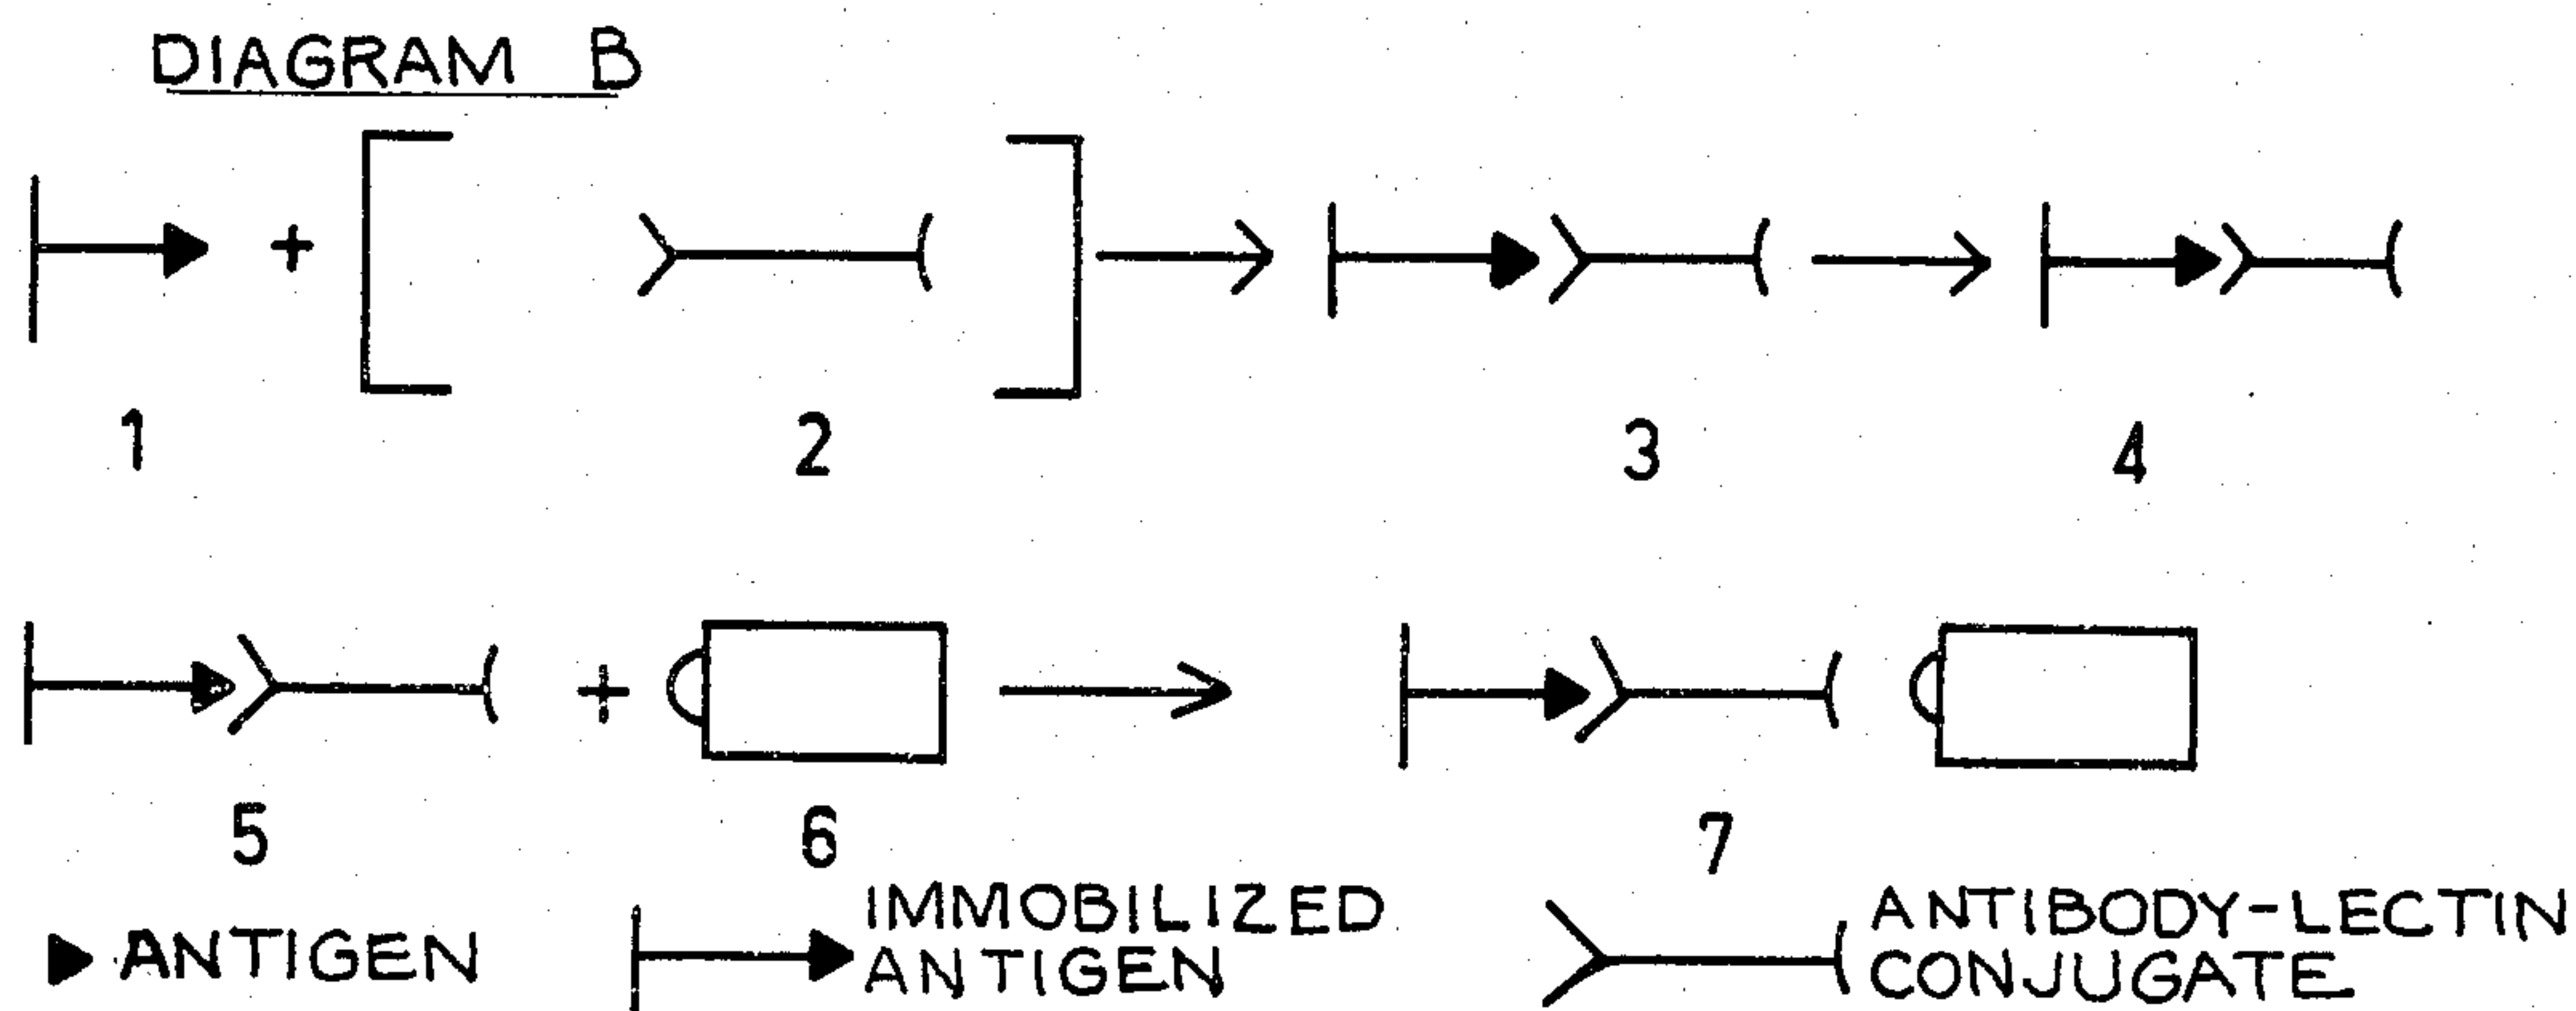 DIAGRAM B
+
1 2 3 4
+
5 6 7
ANTIGEN
IMMOBILIZED
ANTIGEN
ANTIBODY-LECTIN
CONJUGATE